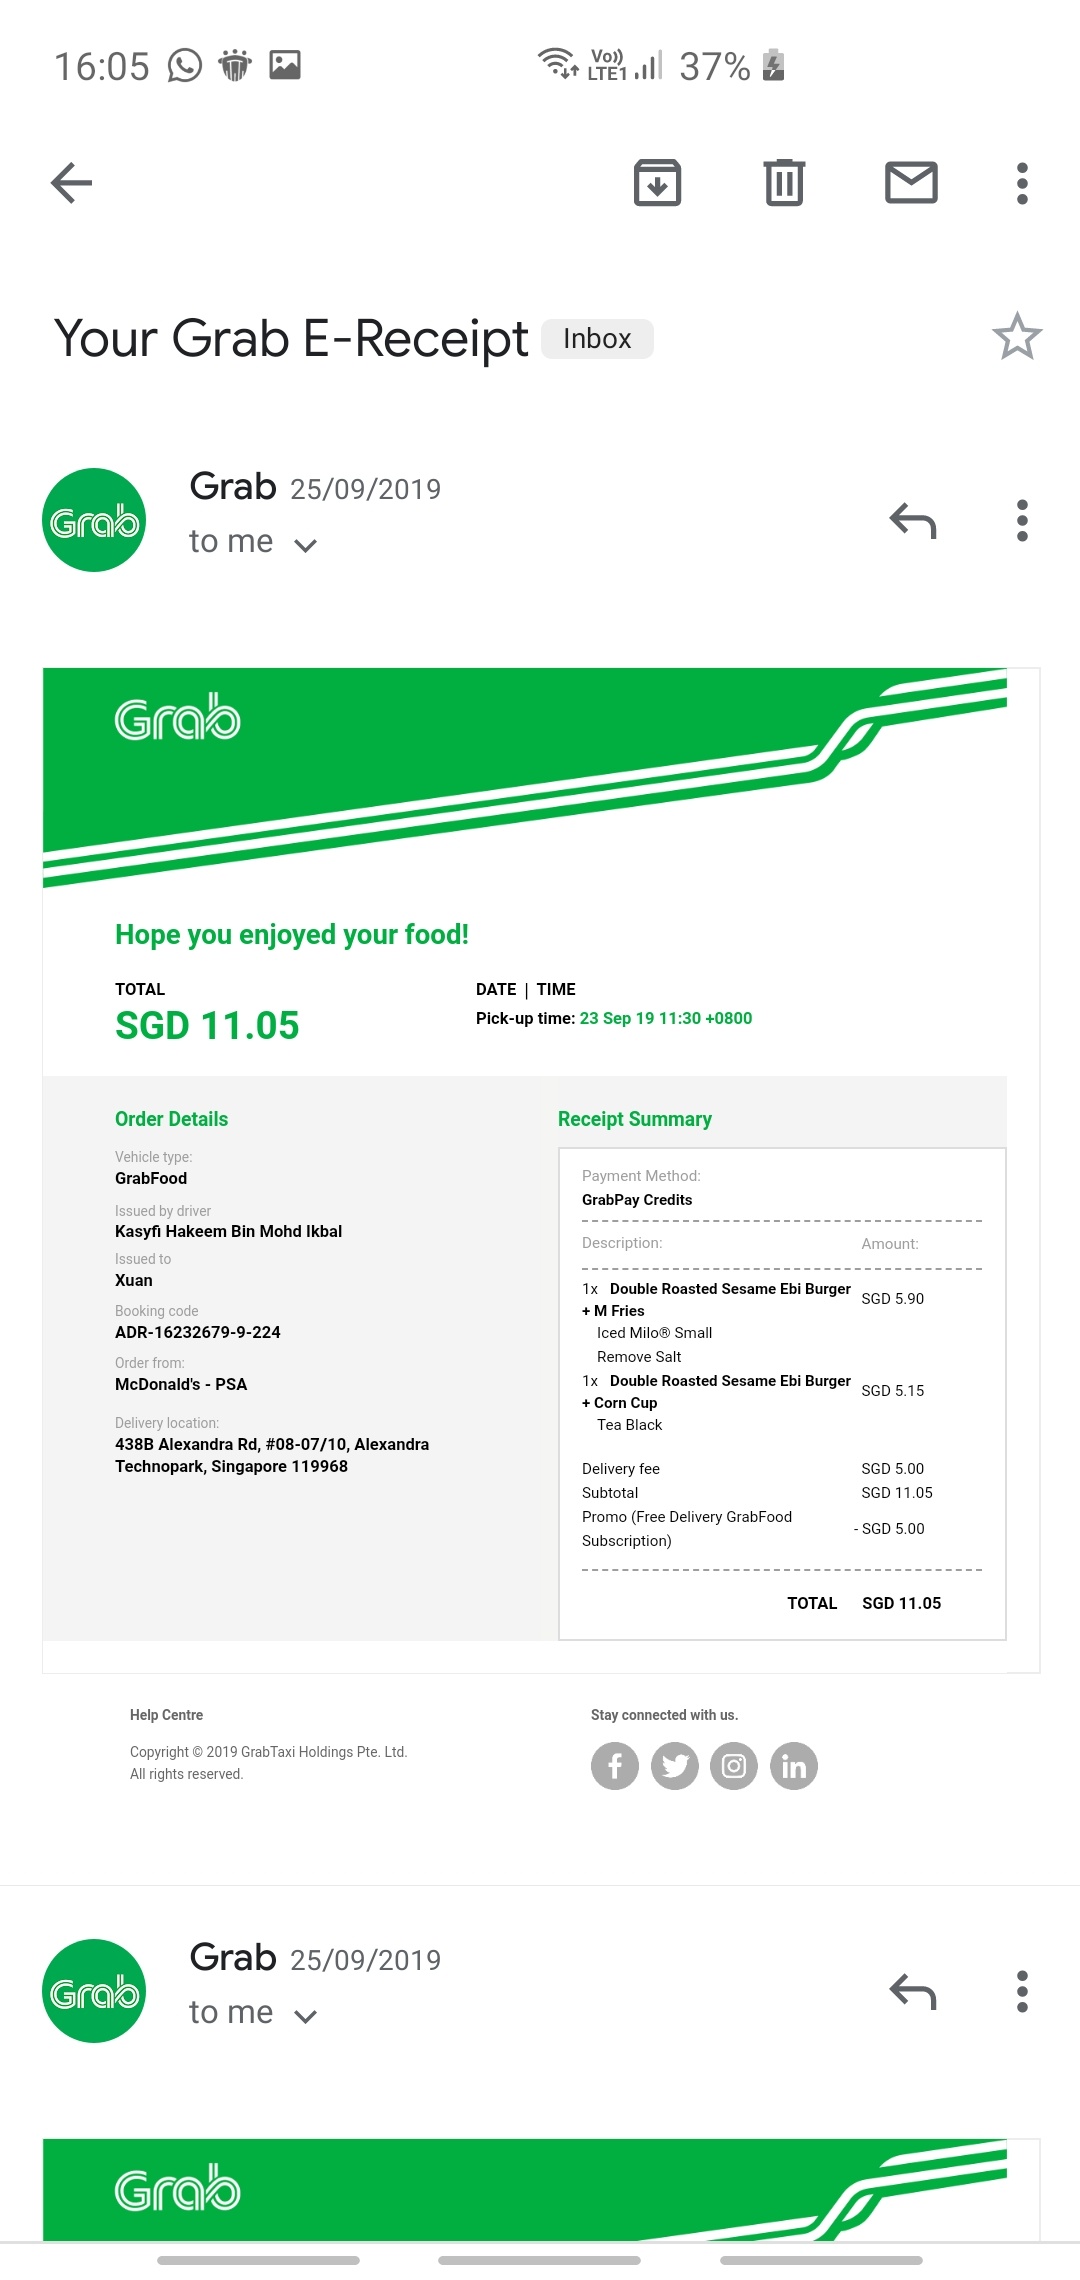 16:05
Vo))
LTE1
37%
Your Grab E-Receipt Inbox
Grab
Grab 25/09/2019
to me
Grab
Hope you enjoyed your food!
TOTAL
SGD 11.05
DATE | TIME
Pick-up time: 23 Sep 19 11:30 +0800
Order Details
Vehicle type:
GrabFood
Issued by driver
Kasyfi Hakeem Bin Mohd Ikbal
Issued to
Xuan
Booking code
ADR-16232679-9-224
Order from:
McDonald's - PSA
Delivery location:
438B Alexandra Rd, #08-07/10, Alexandra
Technopark, Singapore 119968
Receipt Summary
Payment Method:
GrabPay Credits
Description: Amount:
1x Double Roasted Sesame Ebi Burger SGD 5.90
+ M Fries
Iced Milo® Small
Remove Salt
1x Double Roasted Sesame Ebi Burger SGD 5.15
+ Corn Cup
Tea Black
Delivery fee SGD 5.00
Subtotal SGD 11.05
Promo (Free Delivery GrabFood - SGD 5.00
Subscription)
TOTAL SGD 11.05
Help Centre
Copyright © 2019 GrabTaxi Holdings Pte. Ltd.
All rights reserved.
Stay connected with us.
f
in
Grab
Grab 25/09/2019
to me
Grab